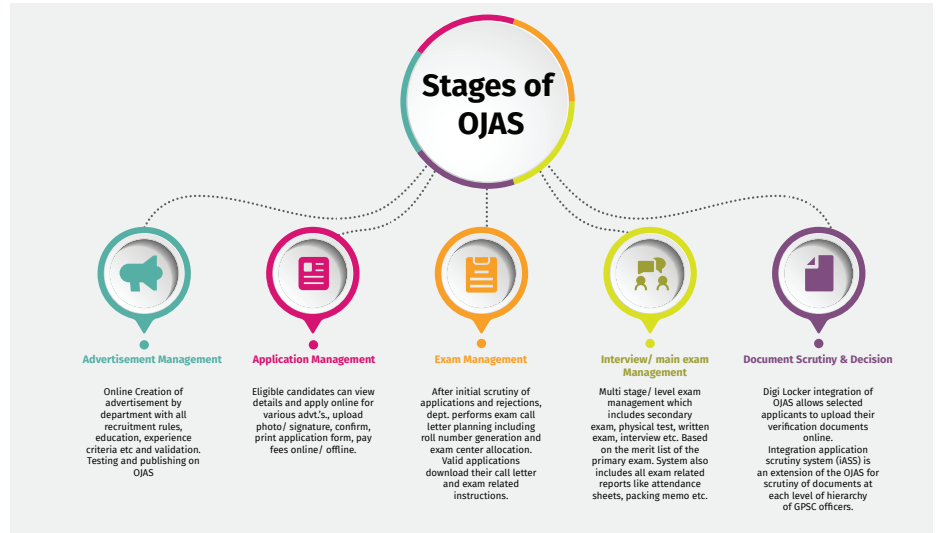 Stages of
OJAS
Advertisement Management
Online Creation of
advertisement by
department with all
recruitment rules,
education, experience
criteria etc and validation.
Testing and publishing on
OJAS
Application Management
Eligible candidates can view
details and apply online for
various advt.'s., upload
photo/ signature, confirm,
print application form, pay
fees online/ offline.
Exam Management
After initial scrutiny of
applications and rejections,
dept. performs exam call
letter planning including
roll number generation and
exam center allocation.
Valid applications
download their call letter
and exam related
instructions.
Interview/ main exam
Management
Multi stage/ level exam
management which
includes secondary
exam, physical test, written
exam, interview etc. Based
on the merit list of the
primary exam. System also
includes all exam related
reports like attendance
sheets, packing memo etc.
Document Scrutiny & Decision
Digi Locker integration of
OJAS allows selected
applicants to upload their
verification documents
online.
Integration application
scrutiny system (iASS) is
an extension of the OJAS for
scrutiny of documents at
each level of hierarchy
of GPSC officers.